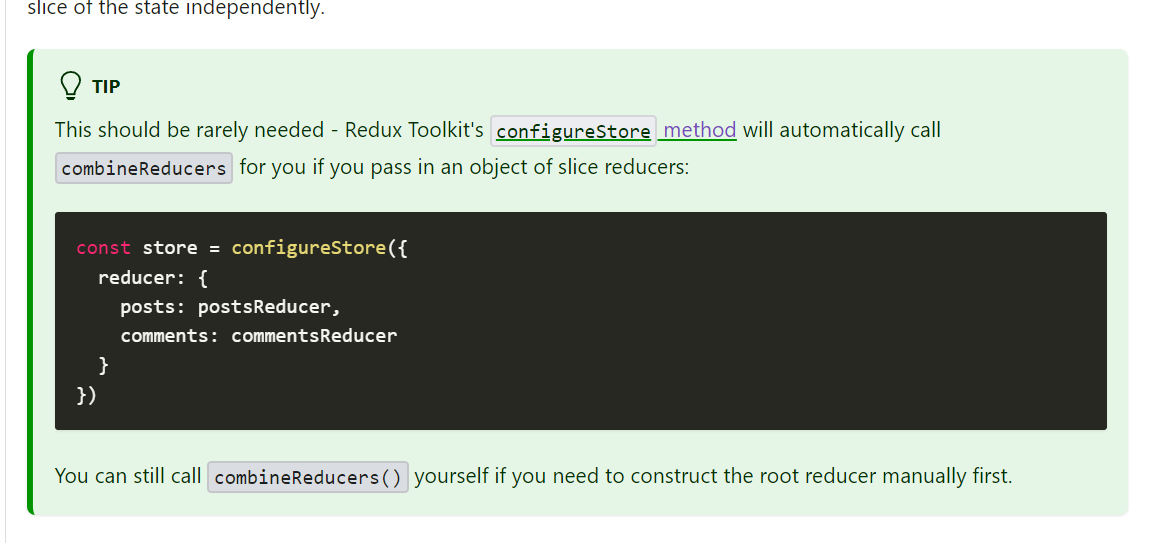 slice of the state independently.
TIP
This should be rarely needed - Redux Toolkit's configureStore method will automatically call
combineReducers for you if you pass in an object of slice reducers:
const store = configureStore({
  reducer: {
    posts: postsReducer,
    comments: commentsReducer
  }
})
You can still call combineReducers() yourself if you need to construct the root reducer manually first.